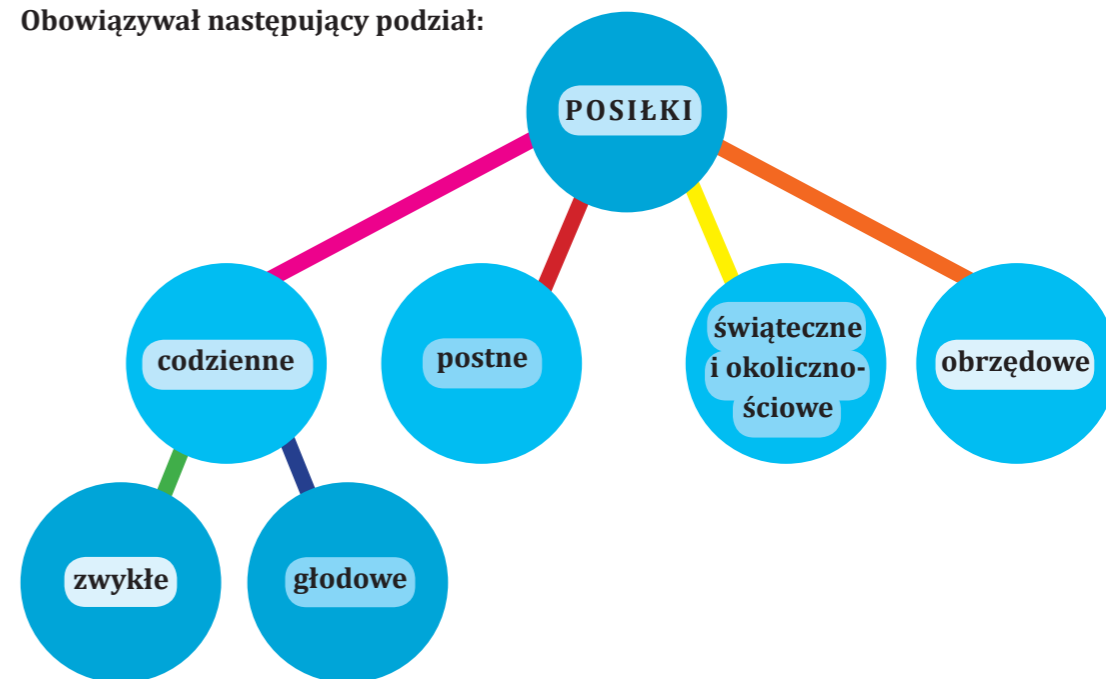 Obowiązywał następujący podział:
POSIŁKI
codzienne
postne
świąteczne
i okoliczno-
ściowe
obrzędowe
zwykłe
głodowe